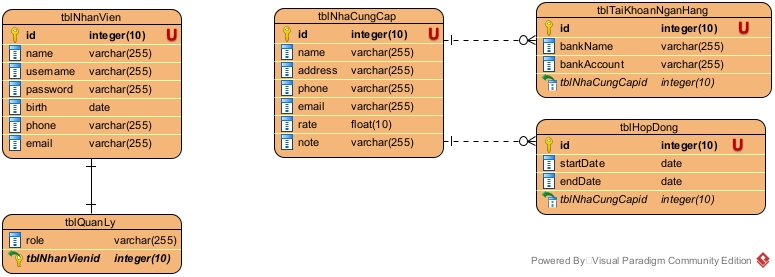 tblNhanVien
id integer(10) U
name varchar(255)
username varchar(255)
password varchar(255)
birth date
phone varchar(255)
email varchar(255)
tblQuanLy
role varchar(255)
tblNhanVienid integer(10)
tblNhaCungCap
id integer(10) U
name varchar(255)
address varchar(255)
phone varchar(255)
email varchar(255)
rate float(10)
note varchar(255)
tblTaiKhoanNganHang
id integer(10) U
bankName varchar(255)
bankAccount varchar(255)
tblNhaCungCapid integer(10)
tblHopDong
id integer(10) U
startDate date
endDate date
tblNhaCungCapid integer(10)
Powered By Visual Paradigm Community Edition